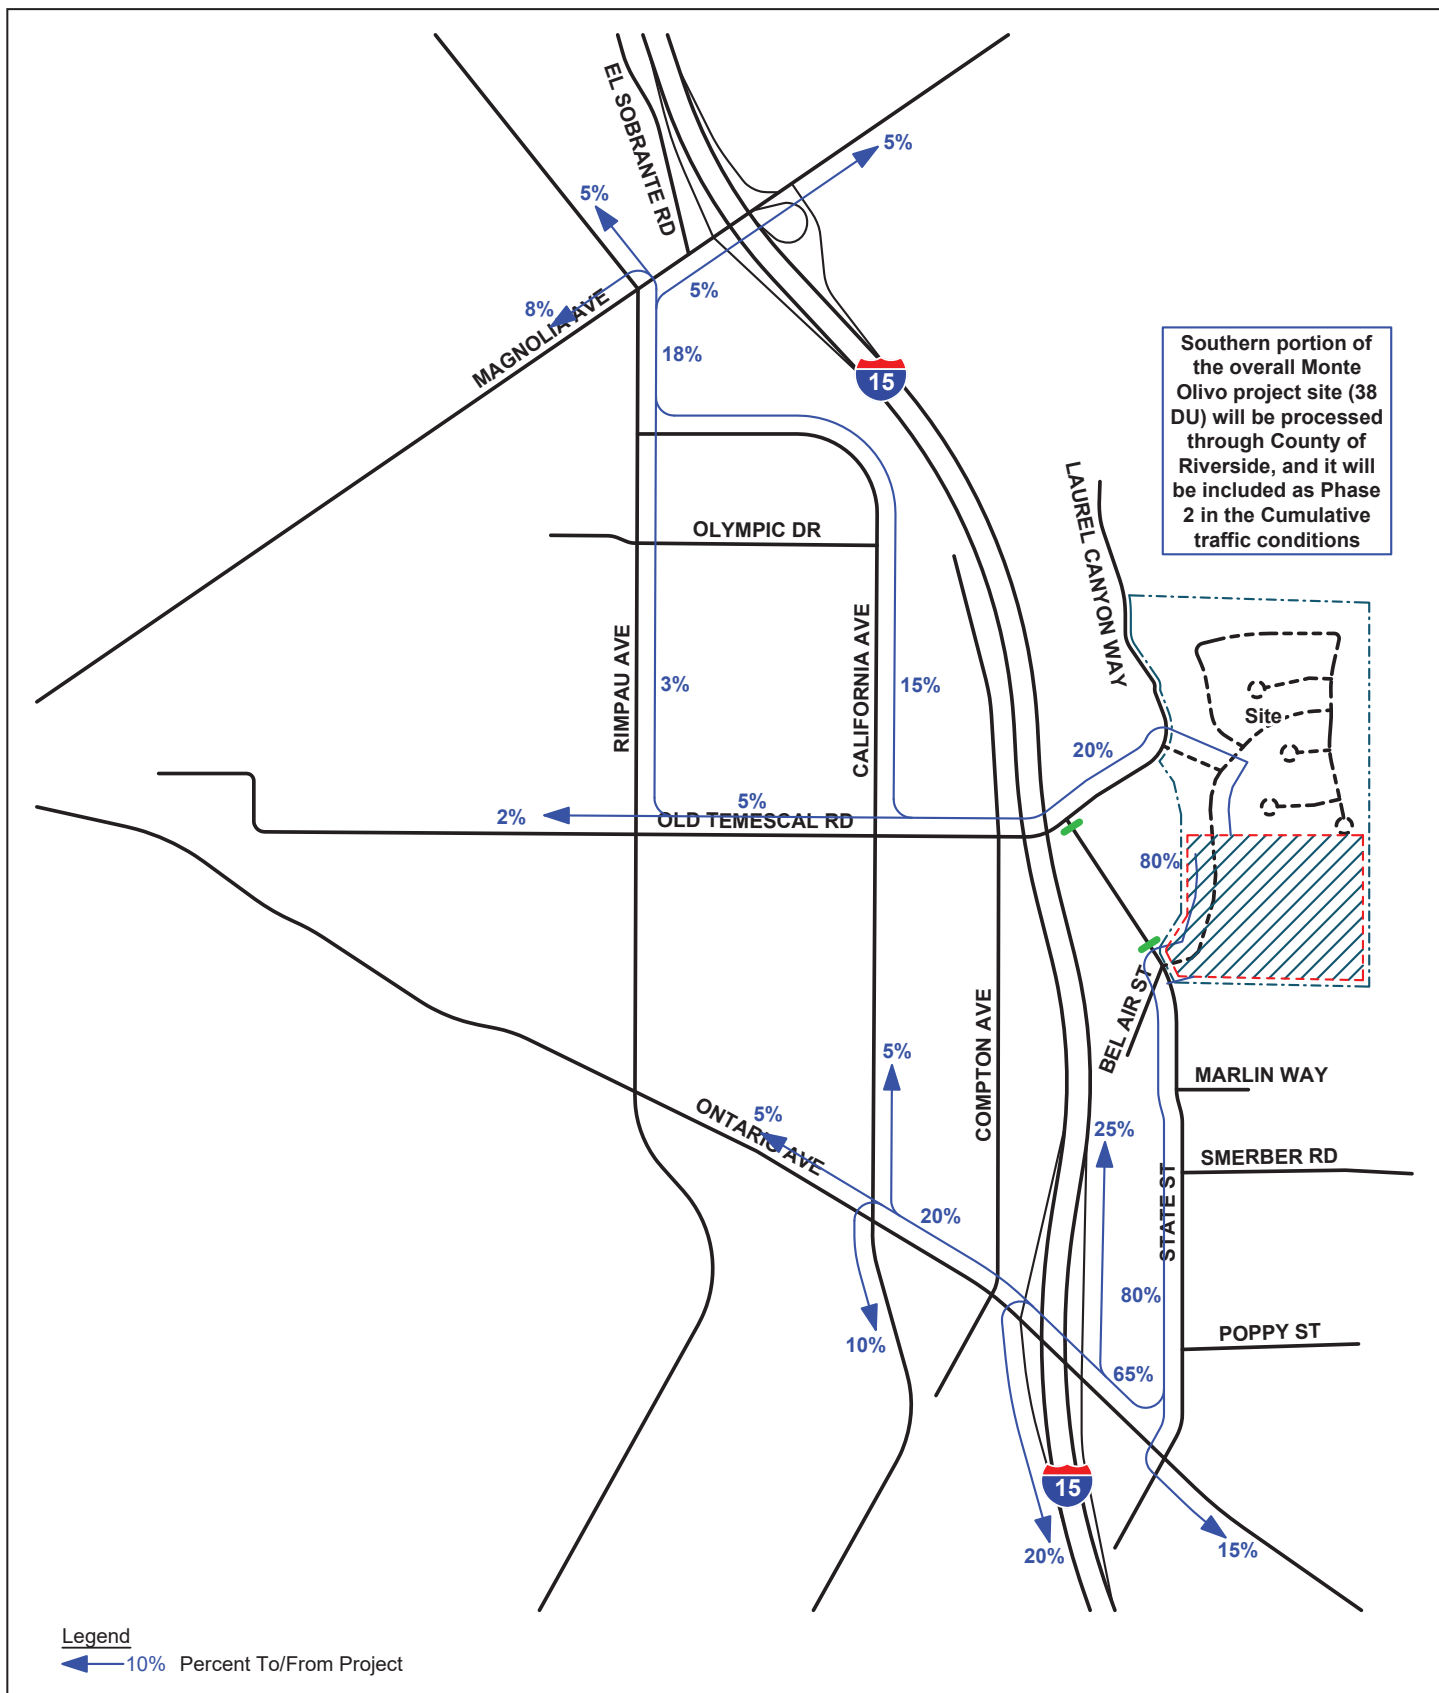 EL SOBRANTE RD
5%
5%
5%
8%
MAGNOLIA AVE
18%
15
Southern portion of
the overall Monte
Olivo project site (38
DU) will be processed
through County of
Riverside, and it will
be included as Phase
2 in the Cumulative
traffic conditions
LAUREL CANYON WAY
OLYMPIC DR
RIMPAU AVE
CALIFORNIA AVE
3%
15%
Site
20%
5%
2%
OLD TEMESCAL RD
80%
BEL AIR ST
COMPTON AVE
MARLIN WAY
5%
5%
ONTARIO AVE
25%
SMERBER RD
STATE ST
20%
80%
10%
POPPY ST
65%
15
20%
15%
Legend
10% Percent To/From Project